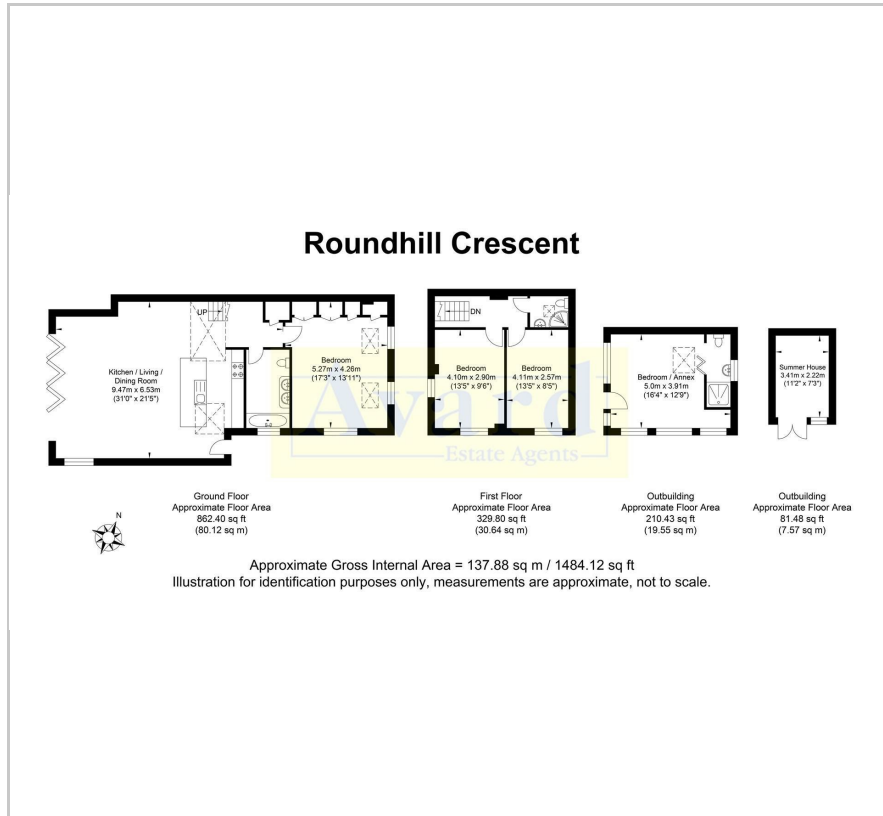 Roundhill Crescent
UP
Kitchen / Living /
Dining Room
9.47m x 6.53m
(31'0" x 21'5")
Bedroom
5.27m x 4.26m
(17'3" x 13'11")
DN
Bedroom
4.10m x 2.90m
(13'5" x 9'6")
Bedroom
4.11m x 2.57m
(13'5" x 8'5")
Bedroom / Annex
5.0m x 3.91m
(16'4" x 12'9")
Summer House
3.41m x 2.22m
(11'2" x 7'3")
Avard
Estate Agents
Ground Floor
Approximate Floor Area
862.40 sq ft
(80.12 sq m)
First Floor
Approximate Floor Area
329.80 sq ft
(30.64 sq m)
Outbuilding
Approximate Floor Area
210.43 sq ft
(19.55 sq m)
Outbuilding
Approximate Floor Area
81.48 sq ft
(7.57 sq m)
N
Approximate Gross Internal Area = 137.88 sq m / 1484.12 sq ft
Illustration for identification purposes only, measurements are approximate, not to scale.